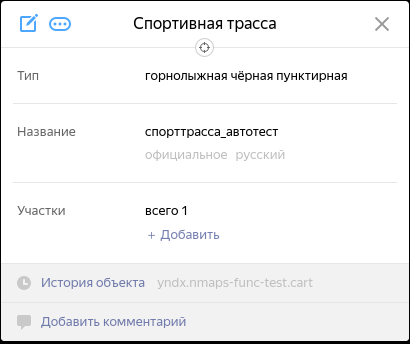 Спортивная трасса
Тип горнолыжная чёрная пунктирная
Название спорттрасса_автотест
официальное русский
Участки всего 1
+ Добавить
История объекта yndx.nmaps-func-test.cart
Добавить комментарий